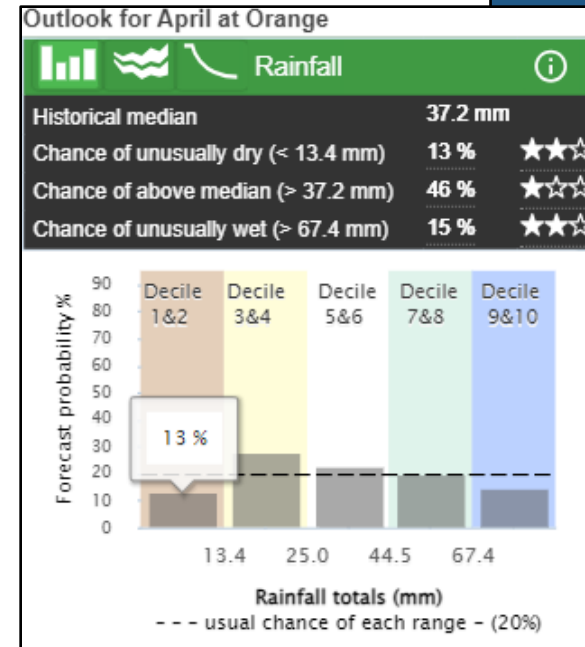 Outlook for April at Orange
Rainfall
Historical median 37.2 mm
Chance of unusually dry (< 13.4 mm) 13 % ★★☆
Chance of above median (> 37.2 mm) 46 % ★☆☆
Chance of unusually wet (> 67.4 mm) 15 % ★★☆
Decile Decile Decile Decile Decile
1&2 3&4 5&6 7&8 9&10
Forecast probability %
90
80
70
60
50
40
30
20
10
0
13 %
13.4 25.0 44.5 67.4
Rainfall totals (mm)
- - - usual chance of each range - (20%)